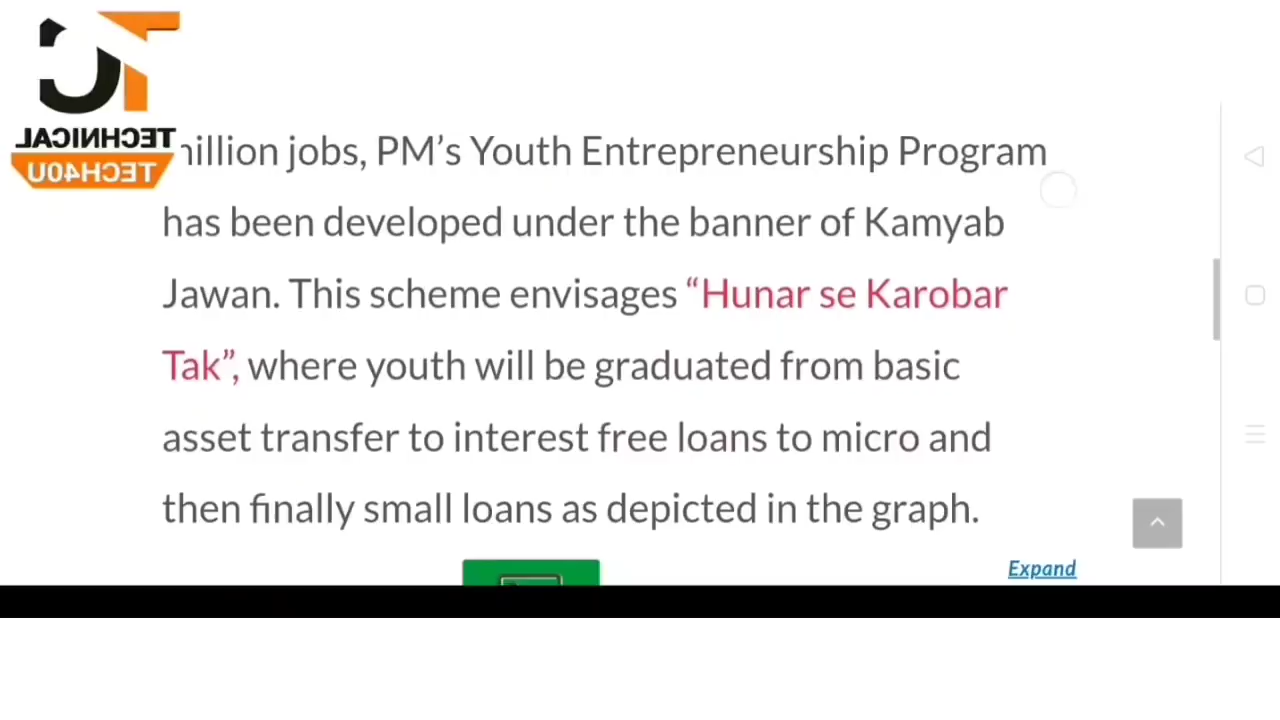 TECHNICAL
TECH4OU
million jobs, PM’s Youth Entrepreneurship Program
has been developed under the banner of Kamyab
Jawan. This scheme envisages “Hunar se Karobar
Tak”, where youth will be graduated from basic
asset transfer to interest free loans to micro and
then finally small loans as depicted in the graph.
Expand